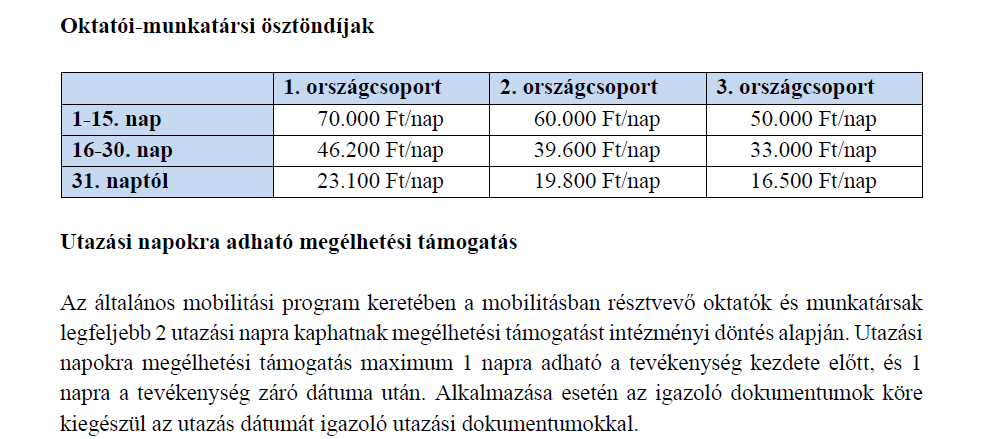 Oktatói-munkatársi ösztöndíjak
1. országcsoport 2. országcsoport 3. országcsoport
1-15. nap 70.000 Ft/nap 60.000 Ft/nap 50.000 Ft/nap
16-30. nap 46.200 Ft/nap 39.600 Ft/nap 33.000 Ft/nap
31. naptól 23.100 Ft/nap 19.800 Ft/nap 16.500 Ft/nap
Utazási napokra adható megélhetési támogatás
Az általános mobilitási program keretében a mobilitásban résztvevő oktatók és munkatársak
legfeljebb 2 utazási napra kaphatnak megélhetési támogatást intézményi döntés alapján. Utazási
napokra megélhetési támogatás maximum 1 napra adható a tevékenység kezdete előtt, és 1
napra a tevékenység záró dátuma után. Alkalmazása esetén az igazoló dokumentumok köre
kiegészül az utazás dátumát igazoló utazási dokumentumokkal.